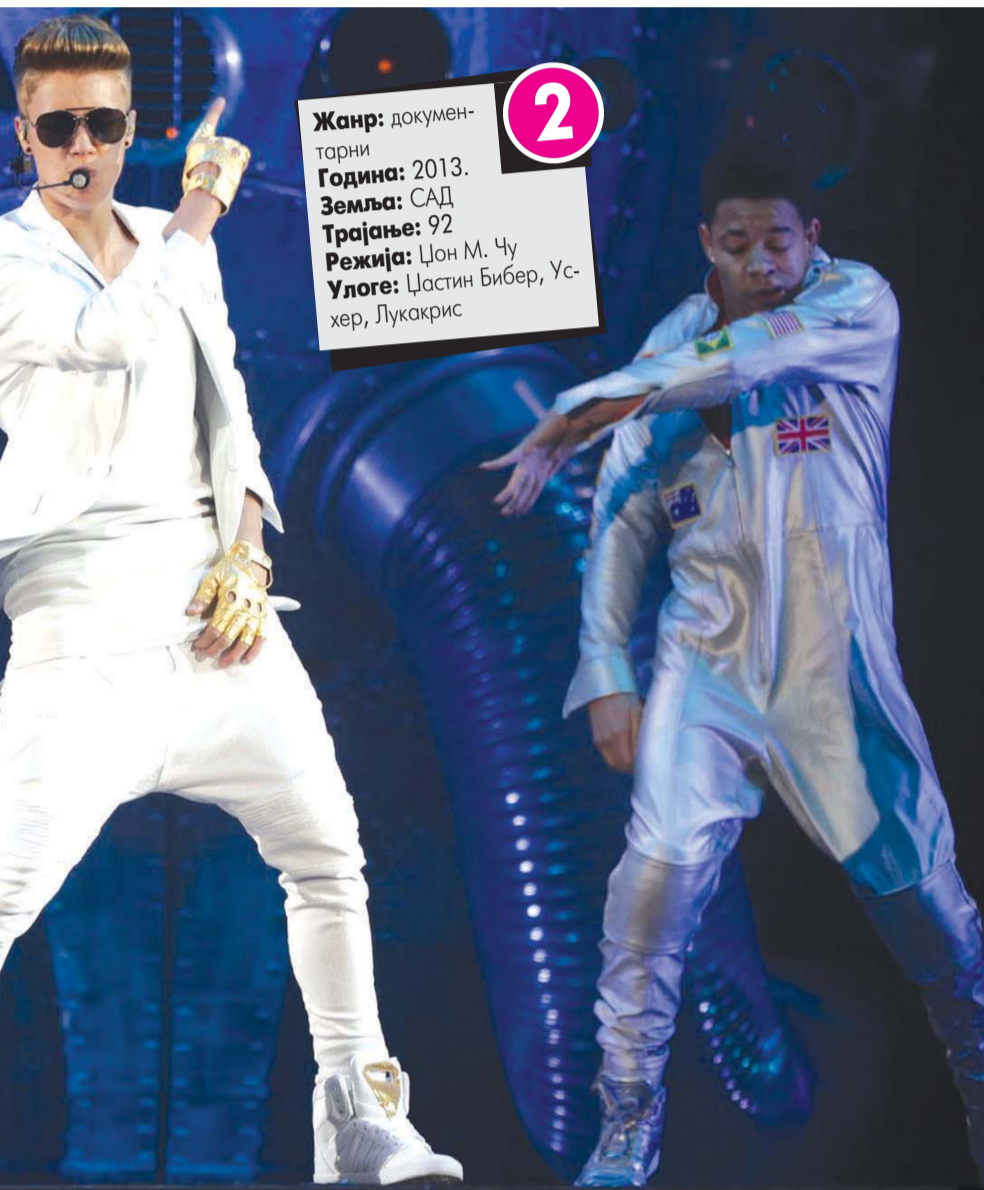 2
Жанр: докумен-
тарни
Година: 2013.
Земља: САД
Трајање: 92
Режија: Џон М. Чу
Улоге: Џастин Бибер, Ус-
хер, Лукакрис